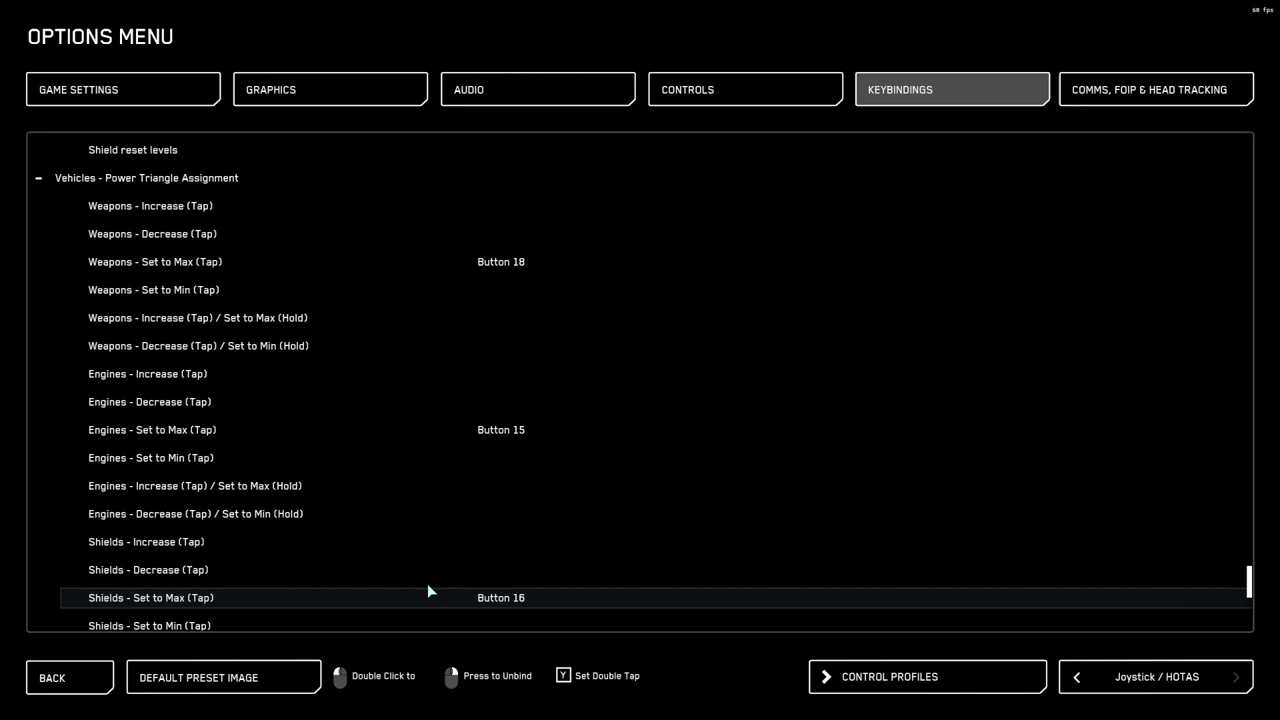 60 fps
OPTIONS MENU
GAME SETTINGS
GRAPHICS
AUDIO
CONTROLS
KEYBINDINGS
COMMS, FOIP & HEAD TRACKING
Shield reset levels
Vehicles - Power Triangle Assignment
Weapons - Increase (Tap)
Weapons - Decrease (Tap)
Weapons - Set to Max (Tap) Button 18
Weapons - Set to Min (Tap)
Weapons - Increase (Tap) / Set to Max (Hold)
Weapons - Decrease (Tap) / Set to Min (Hold)
Engines - Increase (Tap)
Engines - Decrease (Tap)
Engines - Set to Max (Tap) Button 15
Engines - Set to Min (Tap)
Engines - Increase (Tap) / Set to Max (Hold)
Engines - Decrease (Tap) / Set to Min (Hold)
Shields - Increase (Tap)
Shields - Decrease (Tap)
Shields - Set to Max (Tap) Button 16
Shields - Set to Min (Tap)
BACK
DEFAULT PRESET IMAGE
Double Click to
Press to Unbind
Y Set Double Tap
CONTROL PROFILES
Joystick / HOTAS